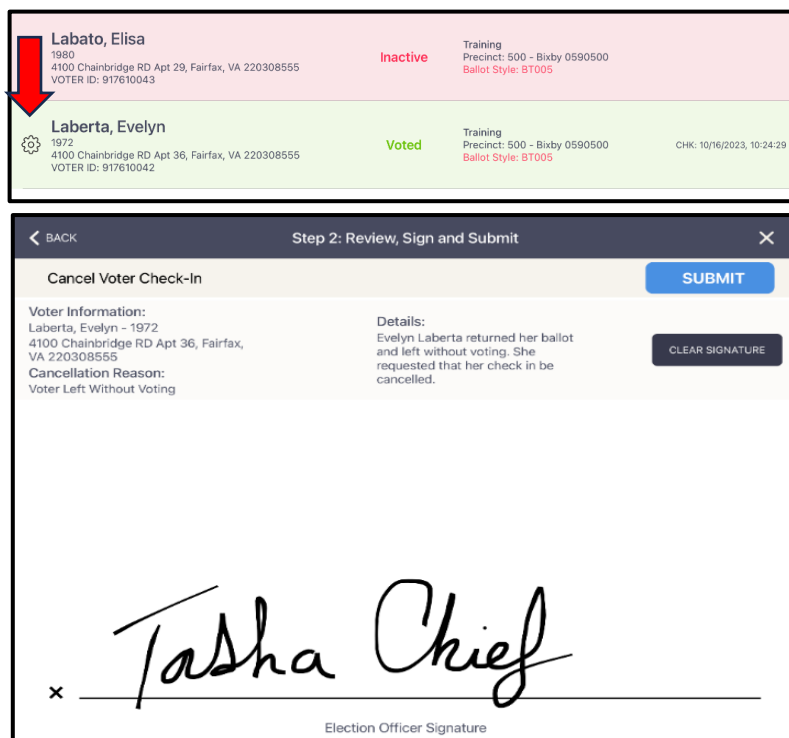 Labato, Elisa
1980
4100 Chainbridge RD Apt 29, Fairfax, VA 220308555
VOTER ID: 917610043
Inactive
Training
Precinct: 500 - Bixby 0590500
Ballot Style: BT005
Laberta, Evelyn
1972
4100 Chainbridge RD Apt 36, Fairfax, VA 220308555
VOTER ID: 917610042
Voted
Training
Precinct: 500 - Bixby 0590500
Ballot Style: BT005
CHK: 10/16/2023, 10:24:29
BACK
Step 2: Review, Sign and Submit
Cancel Voter Check-In
SUBMIT
Voter Information:
Laberta, Evelyn - 1972
4100 Chainbridge RD Apt 36, Fairfax,
VA 220308555
Cancellation Reason:
Voter Left Without Voting
Details:
Evelyn Laberta returned her ballot
and left without voting. She
requested that her check in be
cancelled.
CLEAR SIGNATURE
Tasha Chief
×
Election Officer Signature